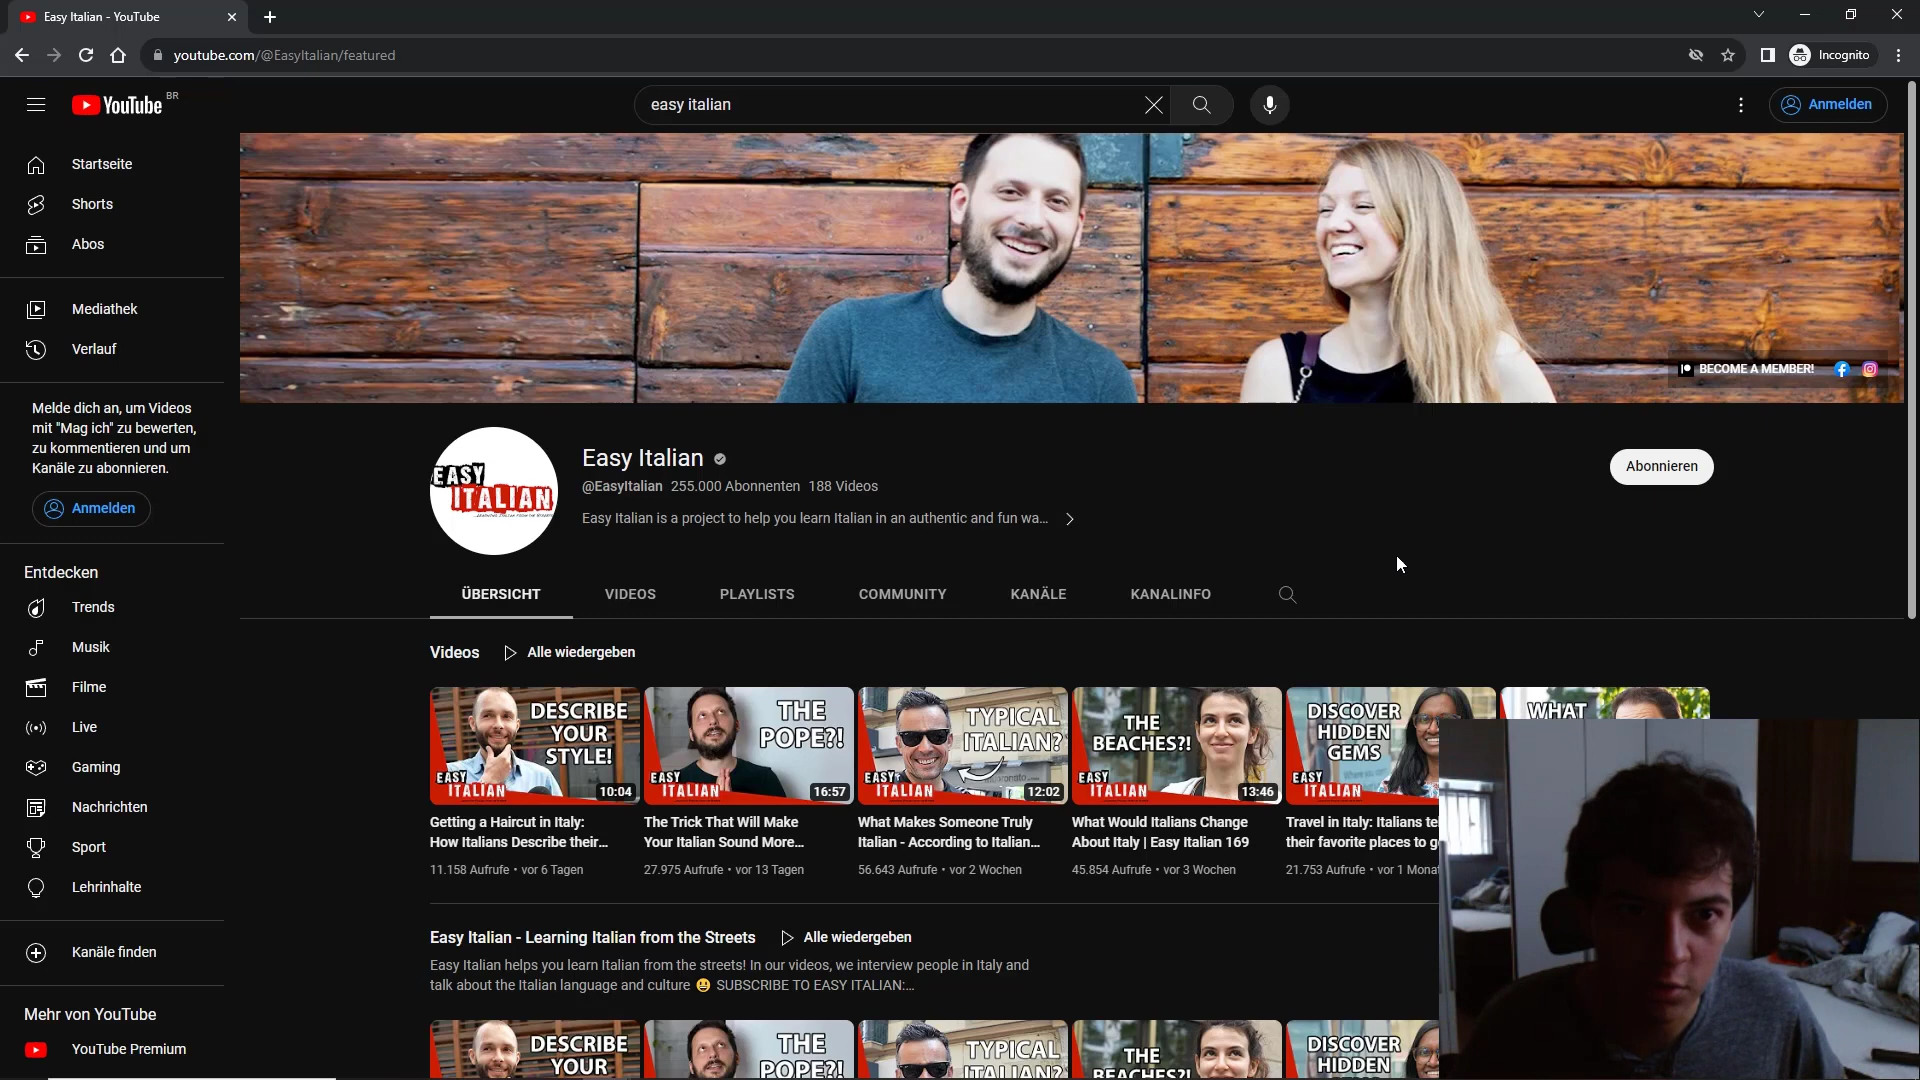 Easy Italian - YouTube
youtube.com/@EasyItalian/featured
Incognito
YouTube BR
easy italian
Anmelden
Startseite
Shorts
Abos
Mediathek
Verlauf
Melde dich an, um Videos
mit "Mag ich" zu bewerten,
zu kommentieren und um
Kanäle zu abonnieren.
Anmelden
Entdecken
Trends
Musik
Filme
Live
Gaming
Nachrichten
Sport
Lehrinhalte
Kanäle finden
Mehr von YouTube
YouTube Premium
BECOME A MEMBER!
EASY
ITALIAN
Easy Italian
@EasyItalian 255.000 Abonnenten 188 Videos
Easy Italian is a project to help you learn Italian in an authentic and fun wa...
Abonnieren
ÜBERSICHT VIDEOS PLAYLISTS COMMUNITY KANÄLE KANALINFO
Videos Alle wiedergeben
DESCRIBE
YOUR
STYLE!
EASY
ITALIAN
10:04
Getting a Haircut in Italy:
How Italians Describe their...
11.158 Aufrufe • vor 6 Tagen
THE
POPE?!
EASY
ITALIAN
16:57
The Trick That Will Make
Your Italian Sound More...
27.975 Aufrufe • vor 13 Tagen
TYPICAL
ITALIAN?
EASY
ITALIAN
12:02
What Makes Someone Truly
Italian - According to Italian...
56.643 Aufrufe • vor 2 Wochen
THE
BEACHES?!
EASY
ITALIAN
13:46
What Would Italians Change
About Italy | Easy Italian 169
45.854 Aufrufe • vor 3 Wochen
DISCOVER
HIDDEN
GEMS
EASY
ITALIAN
Travel in Italy: Italians te
their favorite places to g
21.753 Aufrufe • vor 1 Monat
WHAT
Easy Italian - Learning Italian from the Streets Alle wiedergeben
Easy Italian helps you learn Italian from the streets! In our videos, we interview people in Italy and
talk about the Italian language and culture 😃 SUBSCRIBE TO EASY ITALIAN:...
DESCRIBE
YOUR
THE
POPE?!
TYPICAL
ITALIAN?
THE
BEACHES?!
DISCOVER
HIDDEN